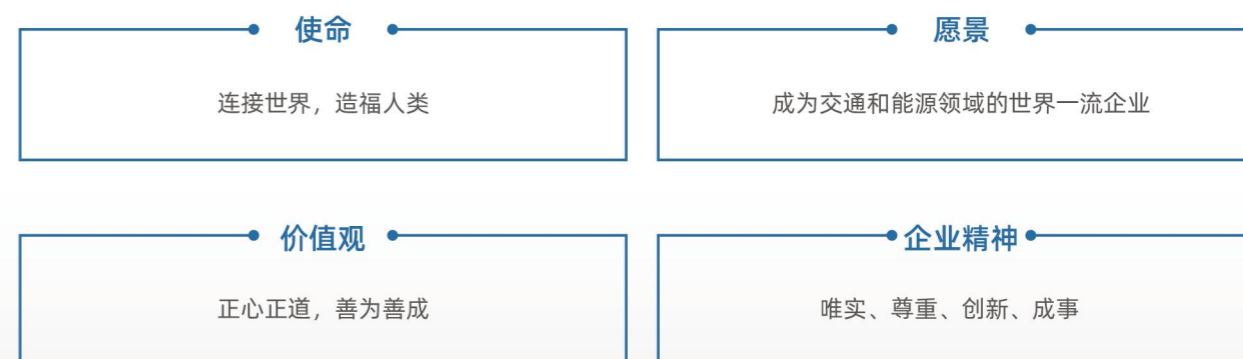 使命
连接世界，造福人类
愿景
成为交通和能源领域的世界一流企业
价值观
正心正道，善为善成
企业精神
唯实、尊重、创新、成事